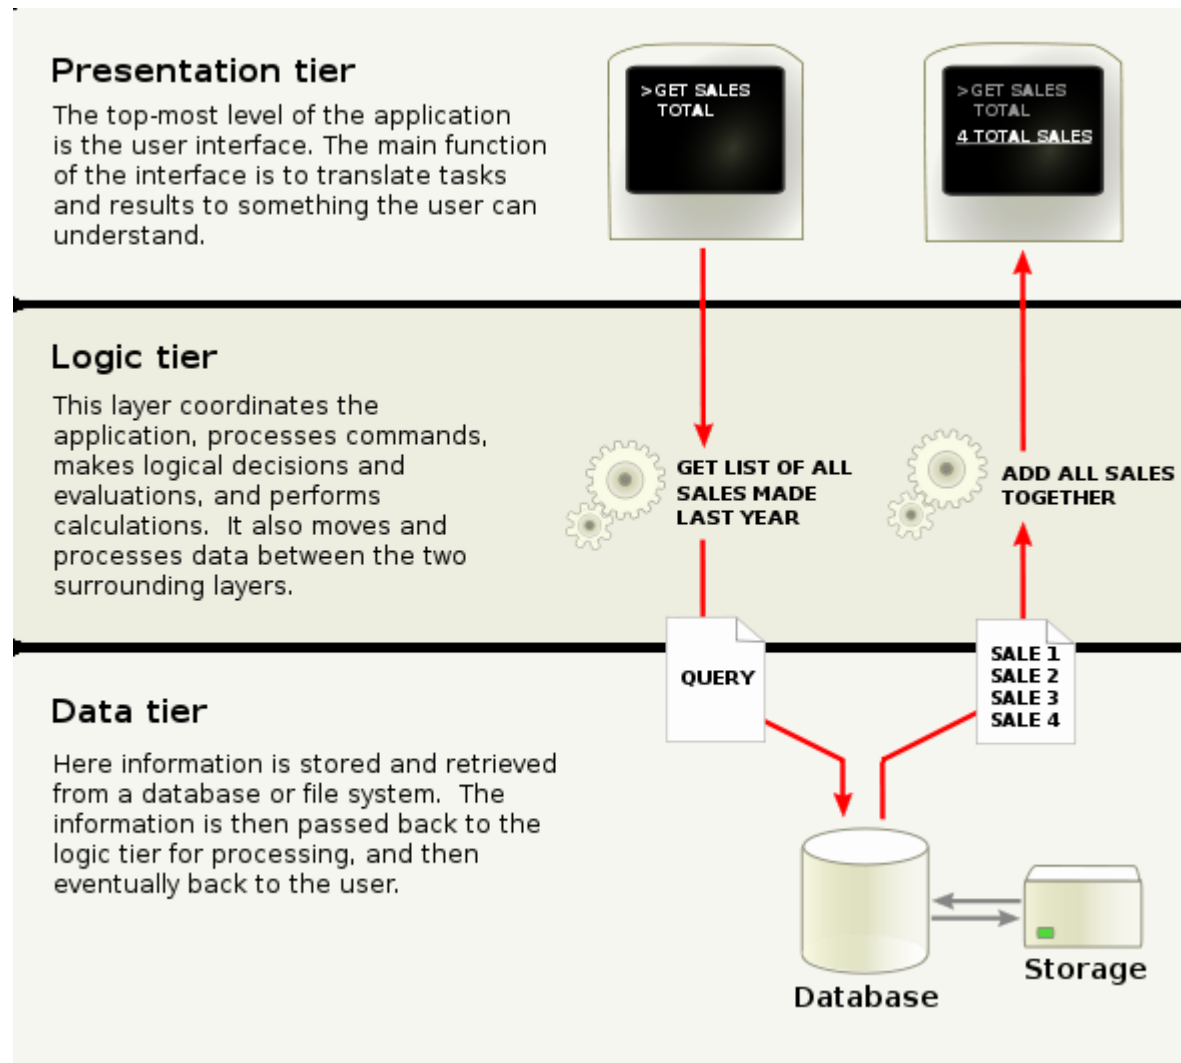 Presentation tier
The top-most level of the application
is the user interface. The main function
of the interface is to translate tasks
and results to something the user can
understand.
>GET SALES
TOTAL
>GET SALES
TOTAL
4 TOTAL SALES
Logic tier
This layer coordinates the
application, processes commands,
makes logical decisions and
evaluations, and performs
calculations.  It also moves and
processes data between the two
surrounding layers.
GET LIST OF ALL
SALES MADE
LAST YEAR
ADD ALL SALES
TOGETHER
QUERY
SALE 1
SALE 2
SALE 3
SALE 4
Data tier
Here information is stored and retrieved
from a database or file system.  The
information is then passed back to the
logic tier for processing, and then
eventually back to the user.
Database
Storage